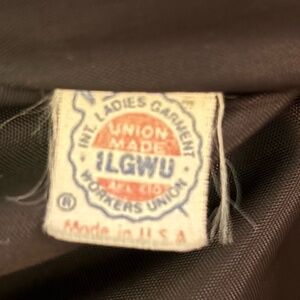 INT. LADIES GARMENT
UNION
MADE
ILGWU
AFL CIO
WORKERS UNION
®
Made in U.S.A